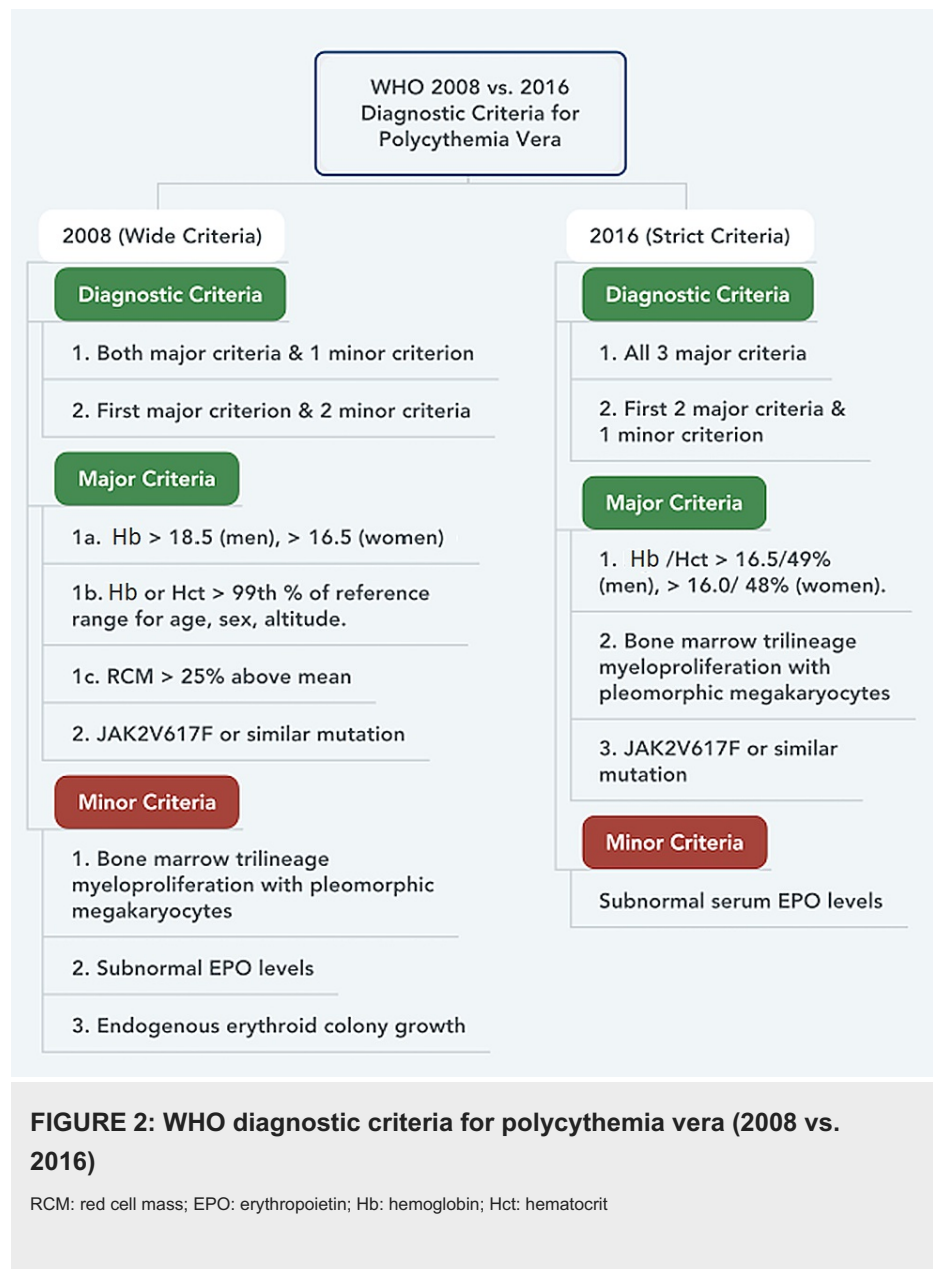 WHO 2008 vs. 2016
Diagnostic Criteria for
Polycythemia Vera
2008 (Wide Criteria)
Diagnostic Criteria
1. Both major criteria & 1 minor criterion
2. First major criterion & 2 minor criteria
Major Criteria
1a. Hb > 18.5 (men), > 16.5 (women)
1b. Hb or Hct > 99th % of reference
range for age, sex, altitude.
1c. RCM > 25% above mean
2. JAK2V617F or similar mutation
Minor Criteria
1. Bone marrow trilineage
myeloproliferation with pleomorphic
megakaryocytes
2. Subnormal EPO levels
3. Endogenous erythroid colony growth
2016 (Strict Criteria)
Diagnostic Criteria
1. All 3 major criteria
2. First 2 major criteria &
1 minor criterion
Major Criteria
1. Hb /Hct > 16.5/49%
(men), > 16.0/ 48% (women).
2. Bone marrow trilineage
myeloproliferation with
pleomorphic megakaryocytes
3. JAK2V617F or similar
mutation
Minor Criteria
Subnormal serum EPO levels
FIGURE 2: WHO diagnostic criteria for polycythemia vera (2008 vs.
2016)
RCM: red cell mass; EPO: erythropoietin; Hb: hemoglobin; Hct: hematocrit